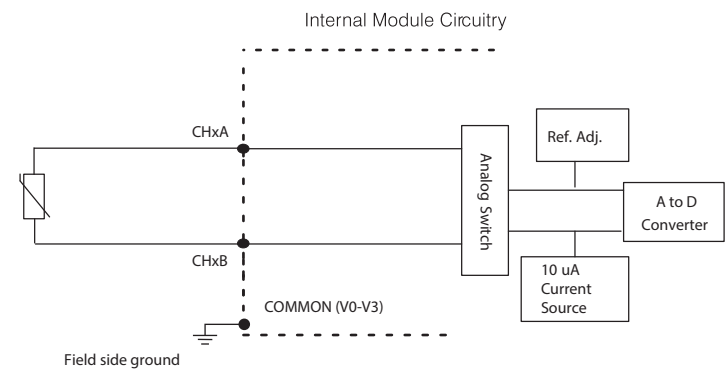 Internal Module Circuitry
CHxA
Ref. Adj.
Analog Switch
A to D
Converter
CHxB
10 uA
Current
Source
COMMON (V0-V3)
Field side ground